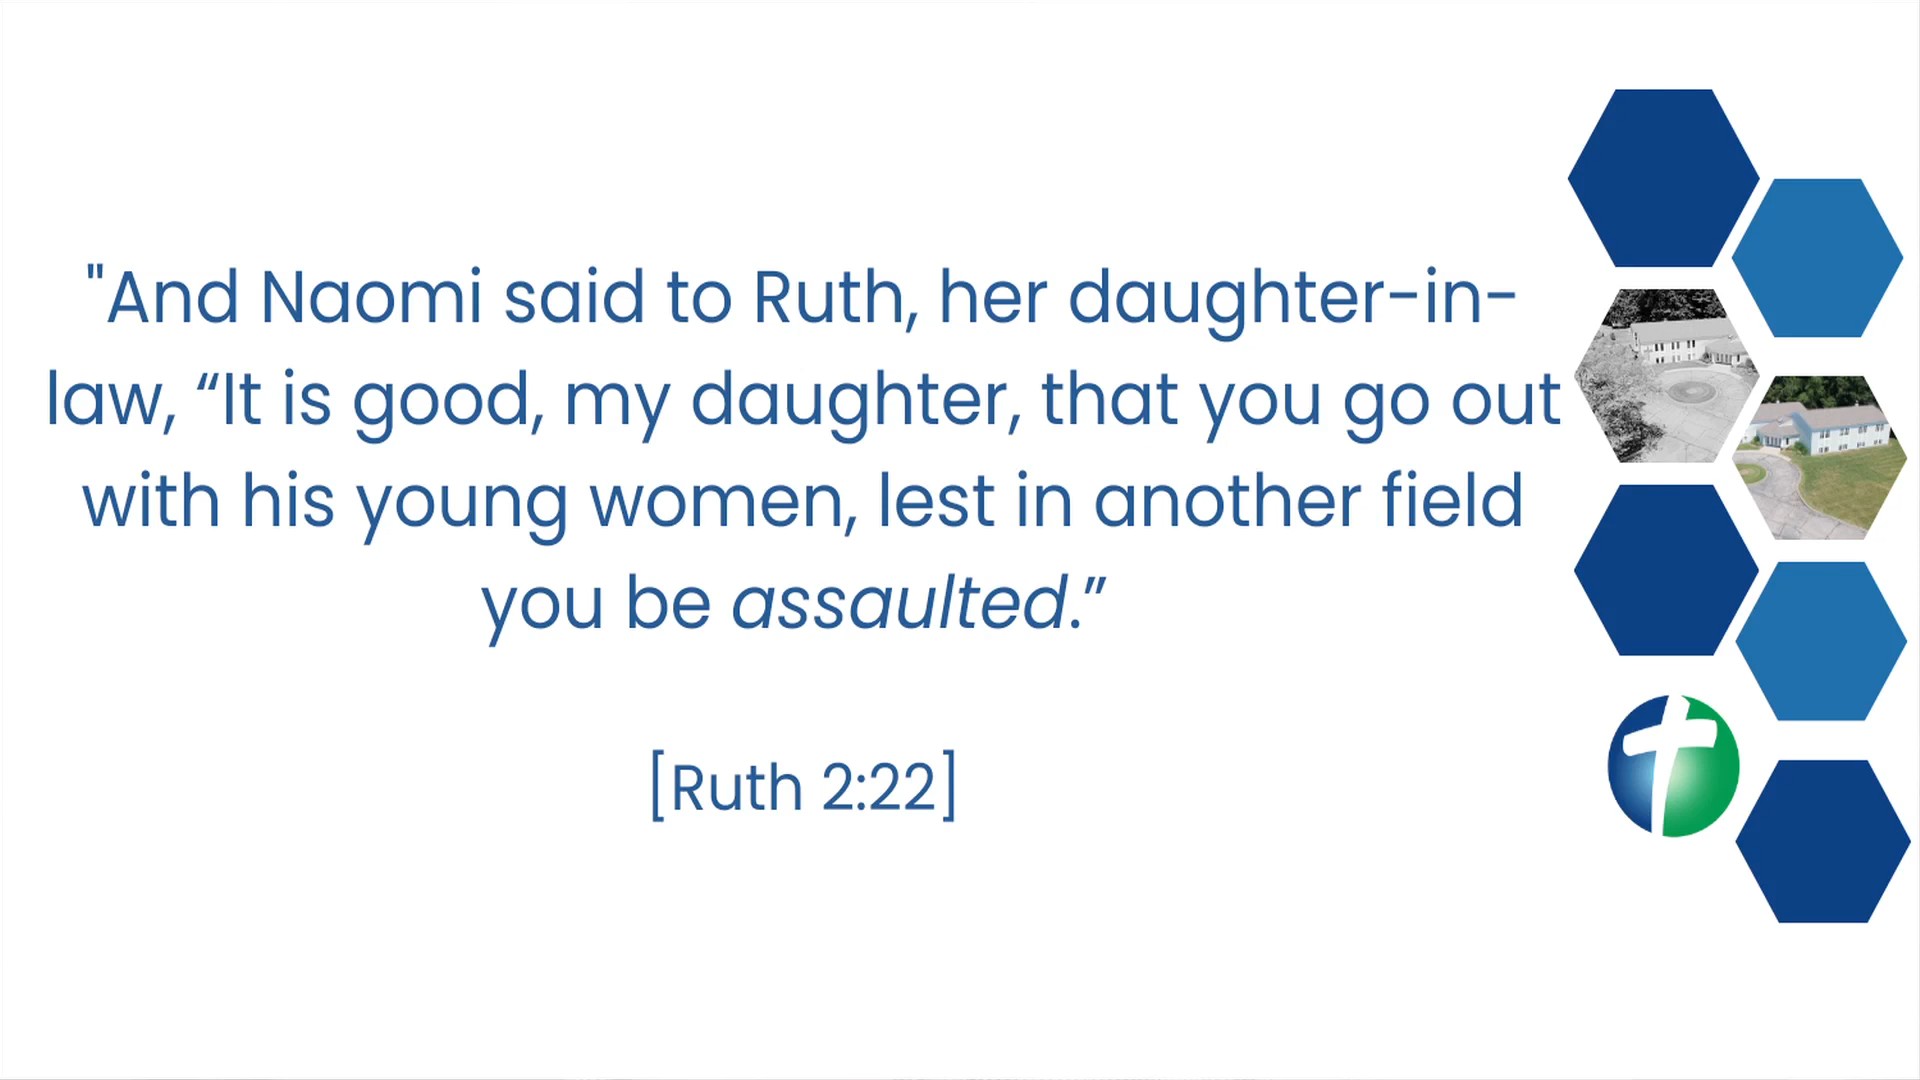 "And Naomi said to Ruth, her daughter-in-
law, “It is good, my daughter, that you go out
with his young women, lest in another field
you be assaulted.”
[Ruth 2:22]